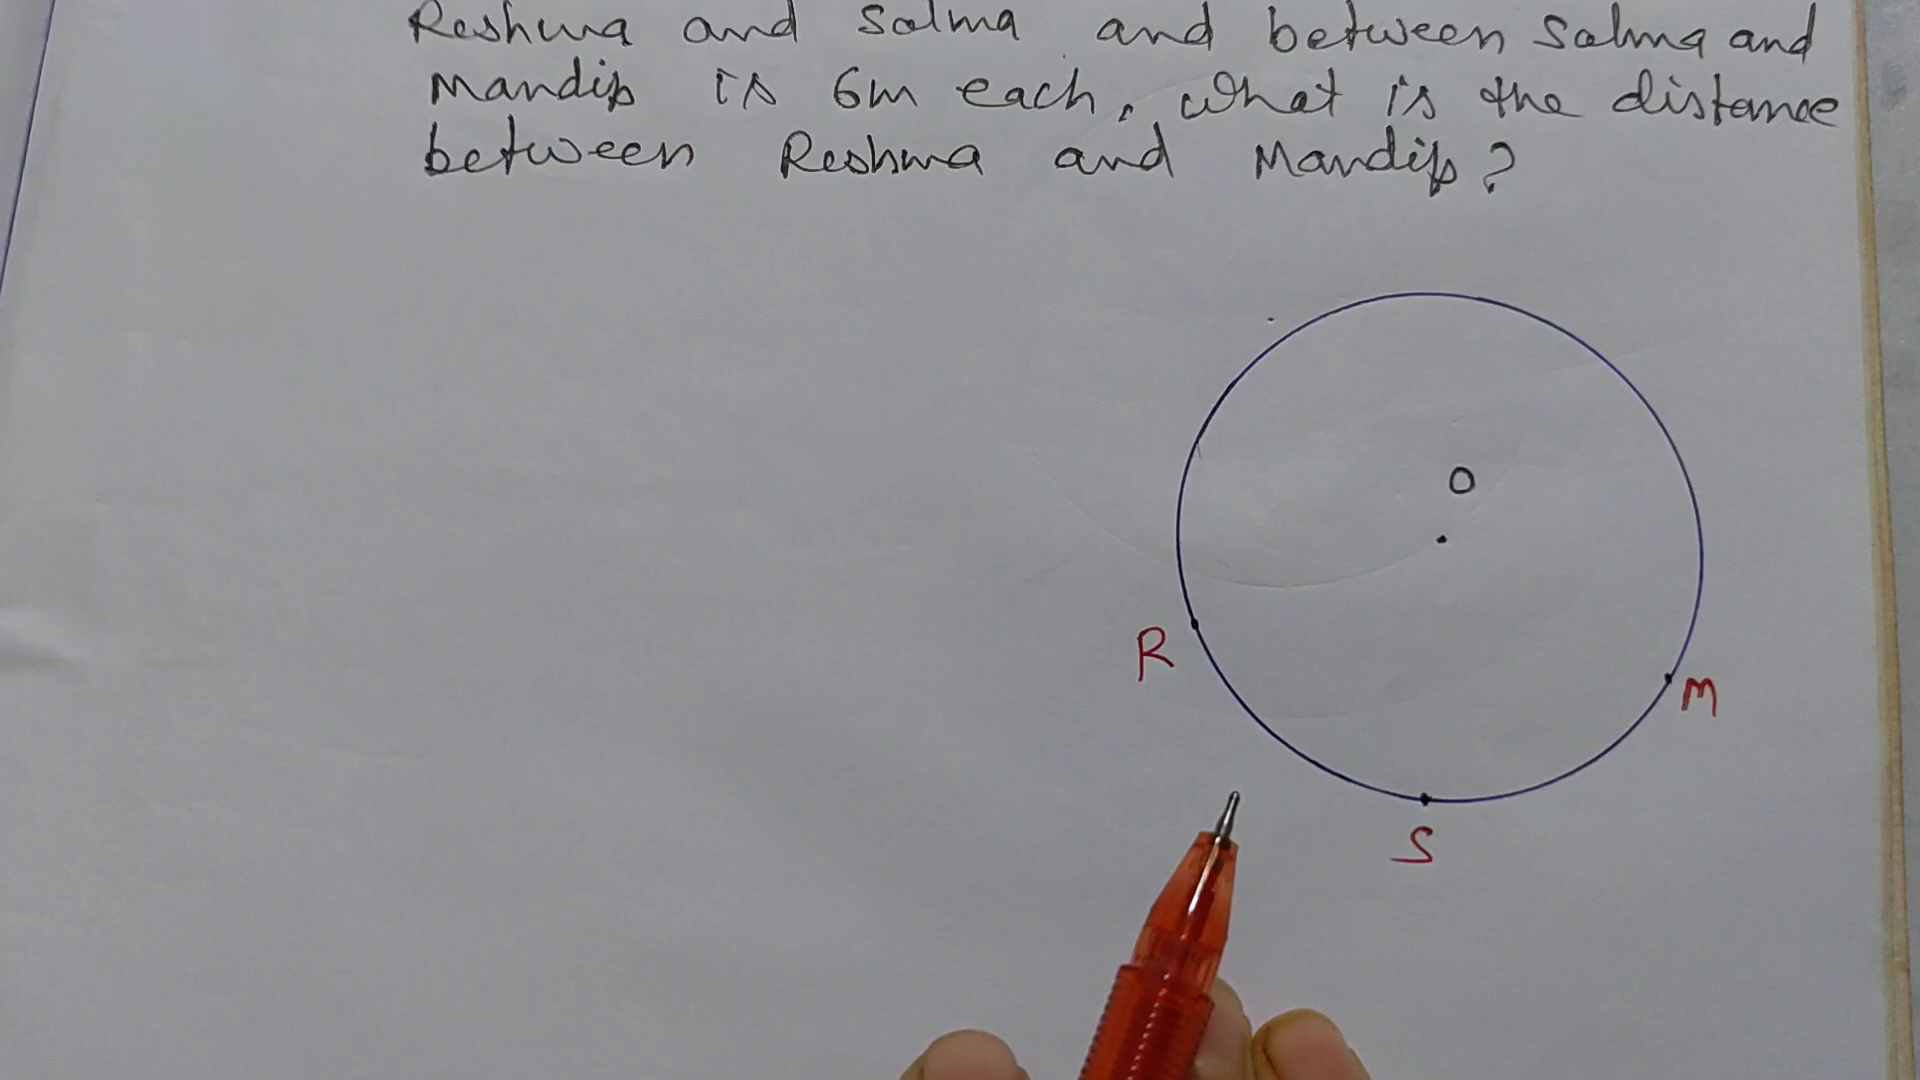 Reshma and Salma and between Salma and
Mandip is 6m each, what is the distance
between Reshma and Mandip?
O
R
M
S